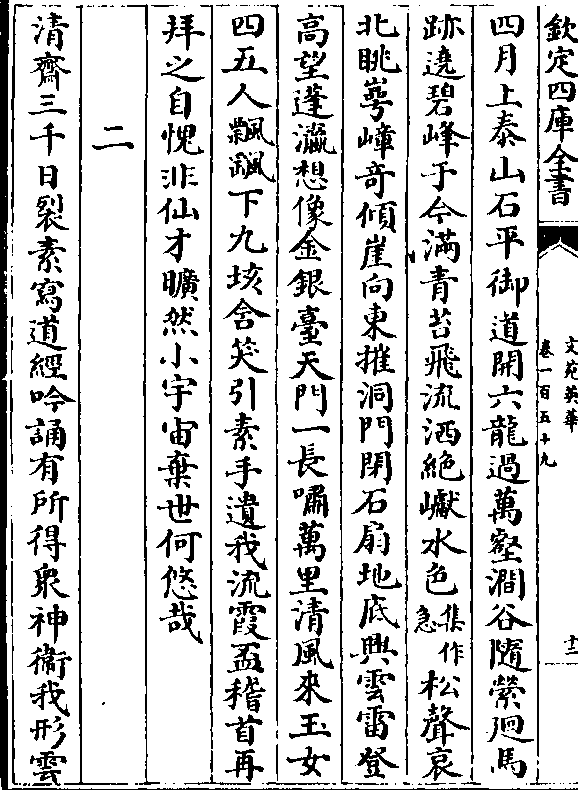 欽定四庫全書
文苑英華
卷一百五十九
十二
四月上泰山石平御道開六龍過萬壑澗谷隨縈迴馬
跡遶碧峰于今滿青苔飛流洒絶巘水色集作急松聲哀
北眺崿嶂竒傾崖向東摧洞門閉石扇地底興雲雷登
高望蓬瀛想像金銀臺天門一長嘯萬里清風來玉女
四五人飄颻下九垓含笑引素手遺我流霞盃稽首再
拜之自愧非仙才曠然小宇宙棄世何悠哉
二
清齋三千日裂素寫道經吟誦有所得衆神衛我形雲